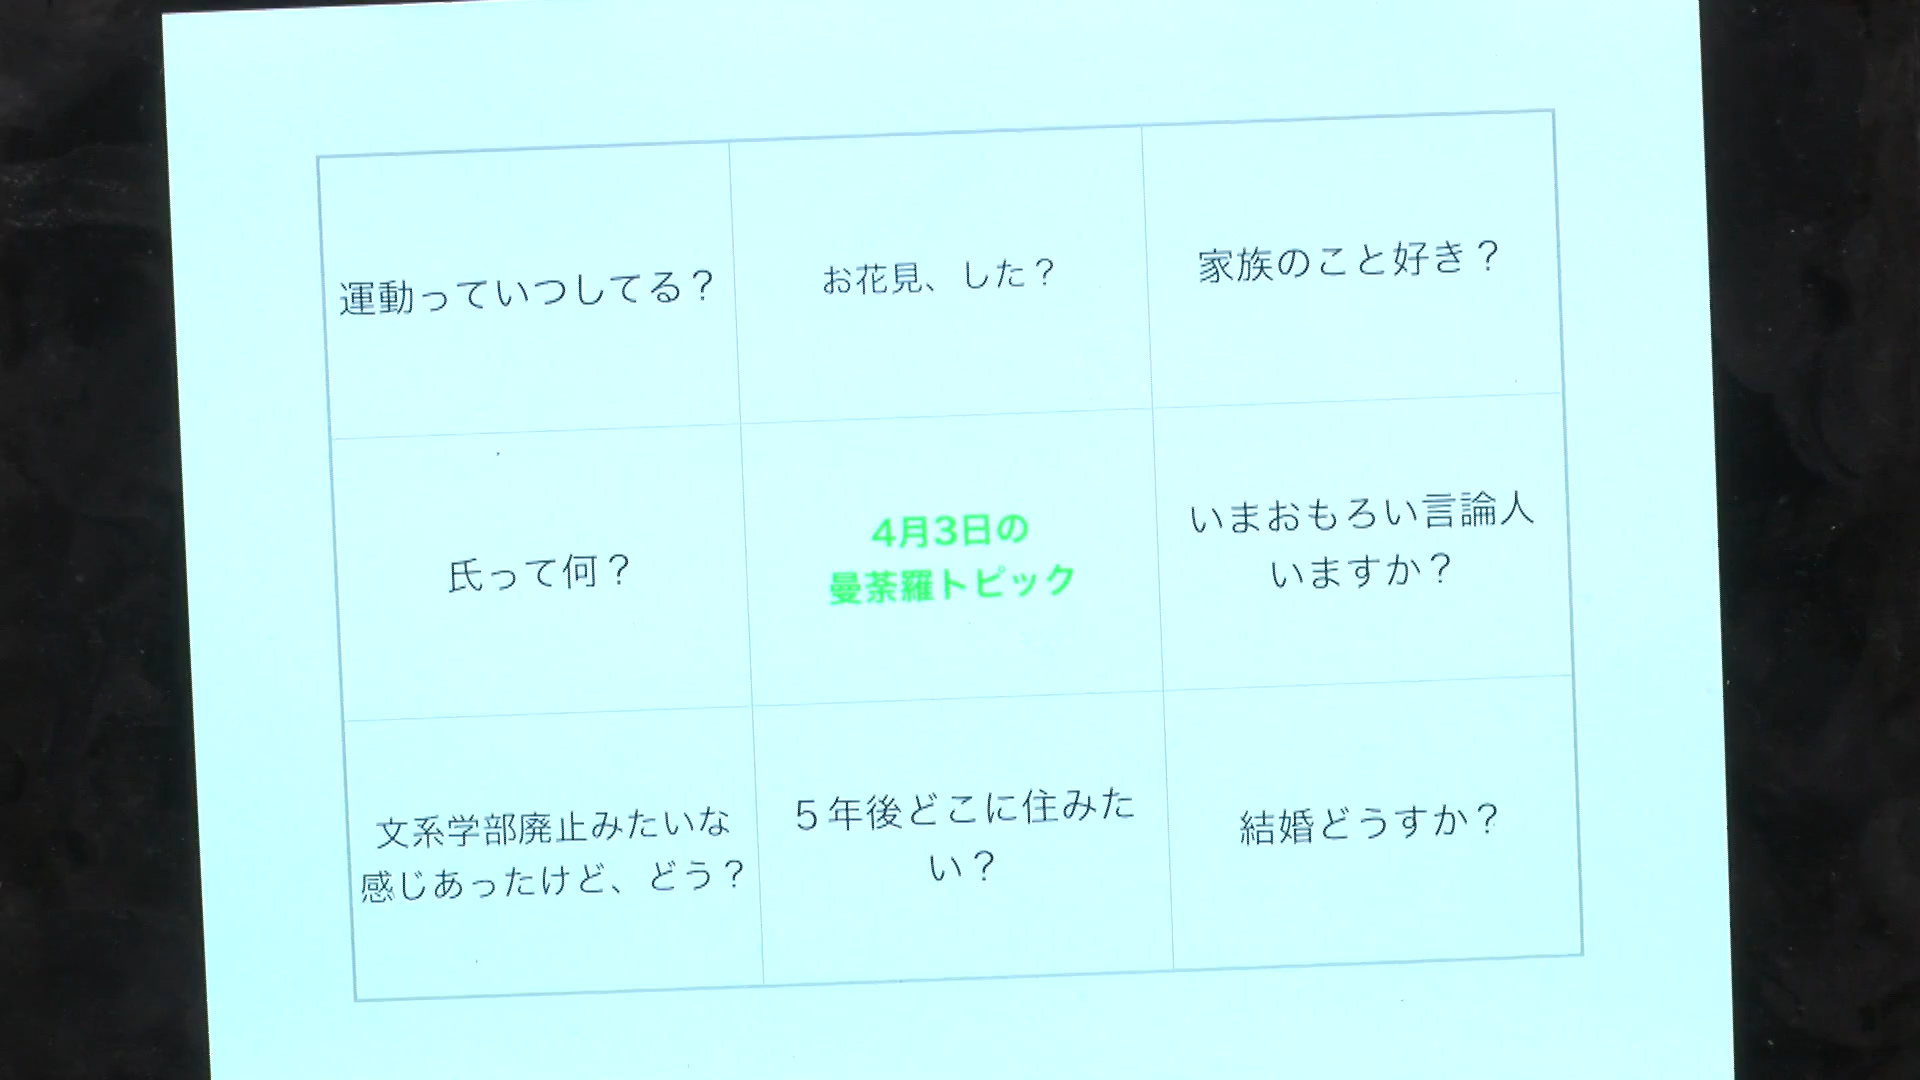 運動っていつしてる？
お花見、した？
家族のこと好き？
氏って何？
4月3日の
曼荼羅トピック
いまおもろい言論人
いますか？
文系学部廃止みたいな
感じあったけど、どう？
５年後どこに住みた
い？
結婚どうすか？